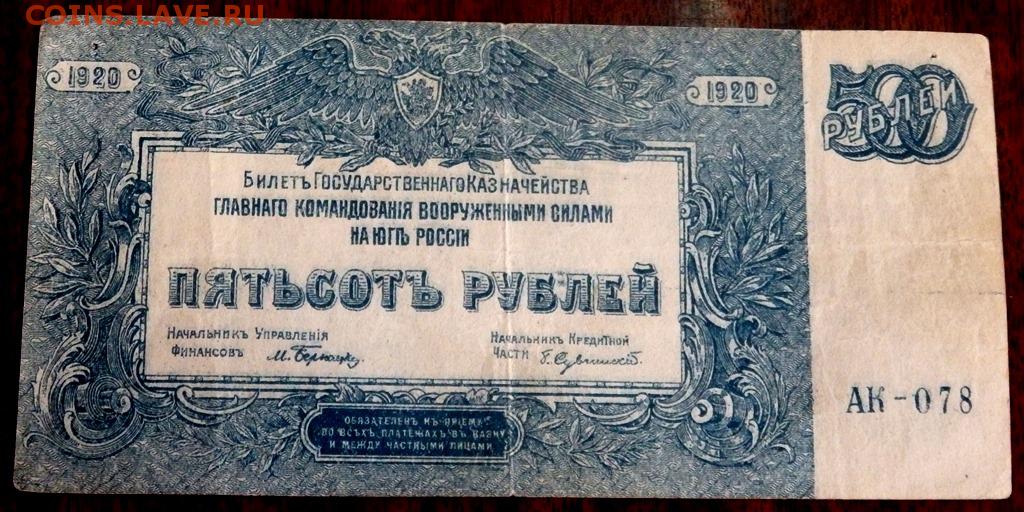 COINS.LAVE.RU
1920
1920
500
РУБЛЕЙ
БИЛЕТЪ ГОСУДАРСТВЕННАГО КАЗНАЧЕЙСТВА
ГЛАВНАГО КОМАНДОВАНІЯ ВООРУЖЕННЫМИ СИЛАМИ
НА ЮГѢ РОССІИ
ПЯТЬСОТЪ РУБЛЕЙ
НАЧАЛЬНИКЪ УПРАВЛЕНІЯ
ФИНАНСОВЪ
НАЧАЛЬНИКЪ КРЕДИТНОЙ
ЧАСТИ
АК-078
ОБЯЗАТЕЛЕНЪ КЪ ПРІЕМУ
ПО ВСѢХЪ ПЛАТЕЖАХЪ ВЪ КАЗНУ
И МЕЖДУ ЧАСТНЫМИ ЛИЦАМИ